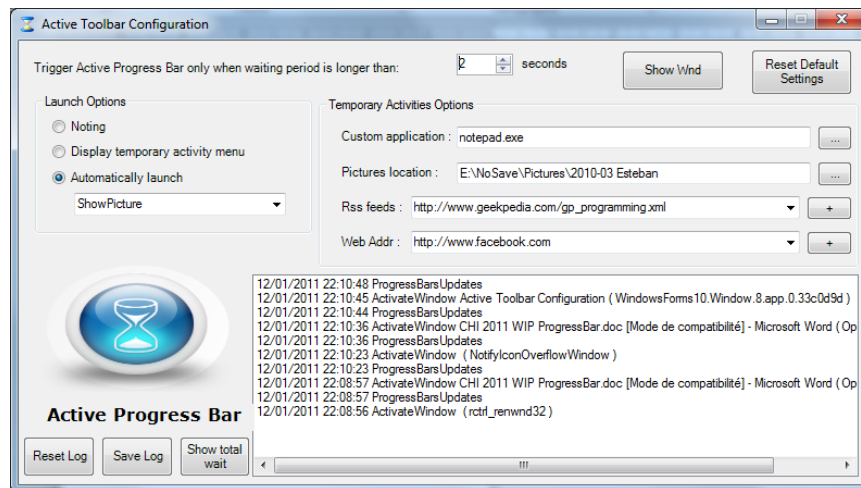 Active Toolbar Configuration
Trigger Active Progress Bar only when waiting period is longer than: 2 seconds
Show Wnd
Reset Default
Settings
Launch Options
Noting
Display temporary activity menu
Automatically launch
ShowPicture
Temporary Activities Options
Custom application : notepad.exe ...
Pictures location : E:\NoSave\Pictures\2010-03 Esteban ...
Rss feeds : http://www.geekpedia.com/gp_programming.xml +
Web Addr : http://www.facebook.com +
12/01/2011 22:10:48 ProgressBarsUpdates
12/01/2011 22:10:45 ActivateWindow Active Toolbar Configuration ( WindowsForms10.Window.8.app.0.33c0d9d )
12/01/2011 22:10:44 ProgressBarsUpdates
12/01/2011 22:10:36 ActivateWindow CHI 2011 WIP ProgressBar.doc [Mode de compatibilité] - Microsoft Word ( Op
12/01/2011 22:10:36 ProgressBarsUpdates
12/01/2011 22:10:23 ActivateWindow ( NotifyIconOverflowWindow )
12/01/2011 22:10:23 ProgressBarsUpdates
12/01/2011 22:08:57 ActivateWindow CHI 2011 WIP ProgressBar.doc [Mode de compatibilité] - Microsoft Word ( Op
12/01/2011 22:08:57 ProgressBarsUpdates
12/01/2011 22:08:56 ActivateWindow ( rctrl_renwnd32 )
Active Progress Bar
Reset Log
Save Log
Show total
wait